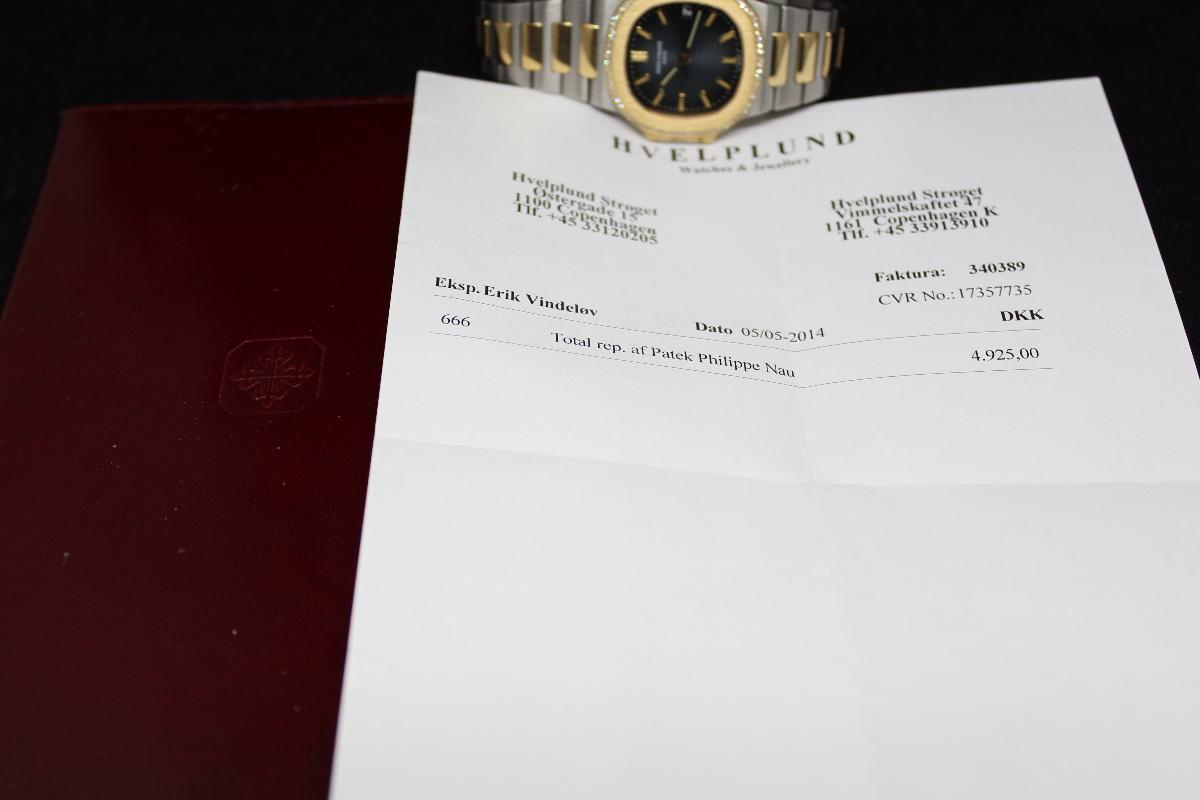 HVELPLUND
Watches & Jewellery
Hvelplund Strøget
Østergade 15
1100 Copenhagen
Tlf. +45 33120205
Hvelplund Strøget
Vimmelskaftet 47
1161 Copenhagen K
Tlf. +45 33913910
Faktura: 340389
CVR No.: 17357735
Eksp. Erik Vindeløv
Dato 05/05-2014
DKK
666 Total rep. af Patek Philippe Nau 4.925,00